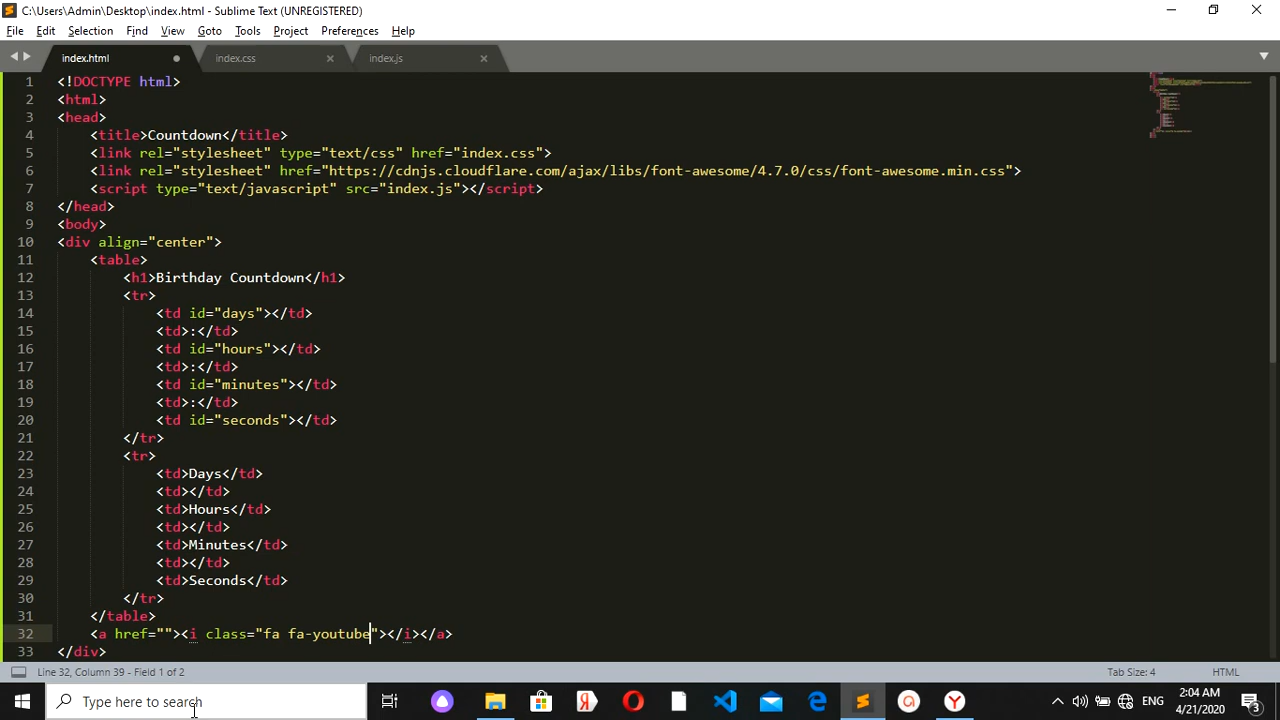 C:\Users\Admin\Desktop\index.html • - Sublime Text (UNREGISTERED)
File Edit Selection Find View Goto Tools Project Preferences Help
index.html index.css index.js
1 <!DOCTYPE html>
2 <html>
3 <head>
4 <title>Countdown</title>
5 <link rel="stylesheet" type="text/css" href="index.css">
6 <link rel="stylesheet" href="https://cdnjs.cloudflare.com/ajax/libs/font-awesome/4.7.0/css/font-awesome.min.css">
7 <script type="text/javascript" src="index.js"></script>
8 </head>
9 <body>
10 <div align="center">
11 <table>
12 <h1>Birthday Countdown</h1>
13 <tr>
14 <td id="days"></td>
15 <td>:</td>
16 <td id="hours"></td>
17 <td>:</td>
18 <td id="minutes"></td>
19 <td>:</td>
20 <td id="seconds"></td>
21 </tr>
22 <tr>
23 <td>Days</td>
24 <td></td>
25 <td>Hours</td>
26 <td></td>
27 <td>Minutes</td>
28 <td></td>
29 <td>Seconds</td>
30 </tr>
31 </table>
32 <a href=""><i class="fa fa-youtube"></i></a>
33 </div>
Line 32, Column 39 - Field 1 of 2 Tab Size: 4 HTML
Type here to search ENG 2:04 AM
4/21/2020 3